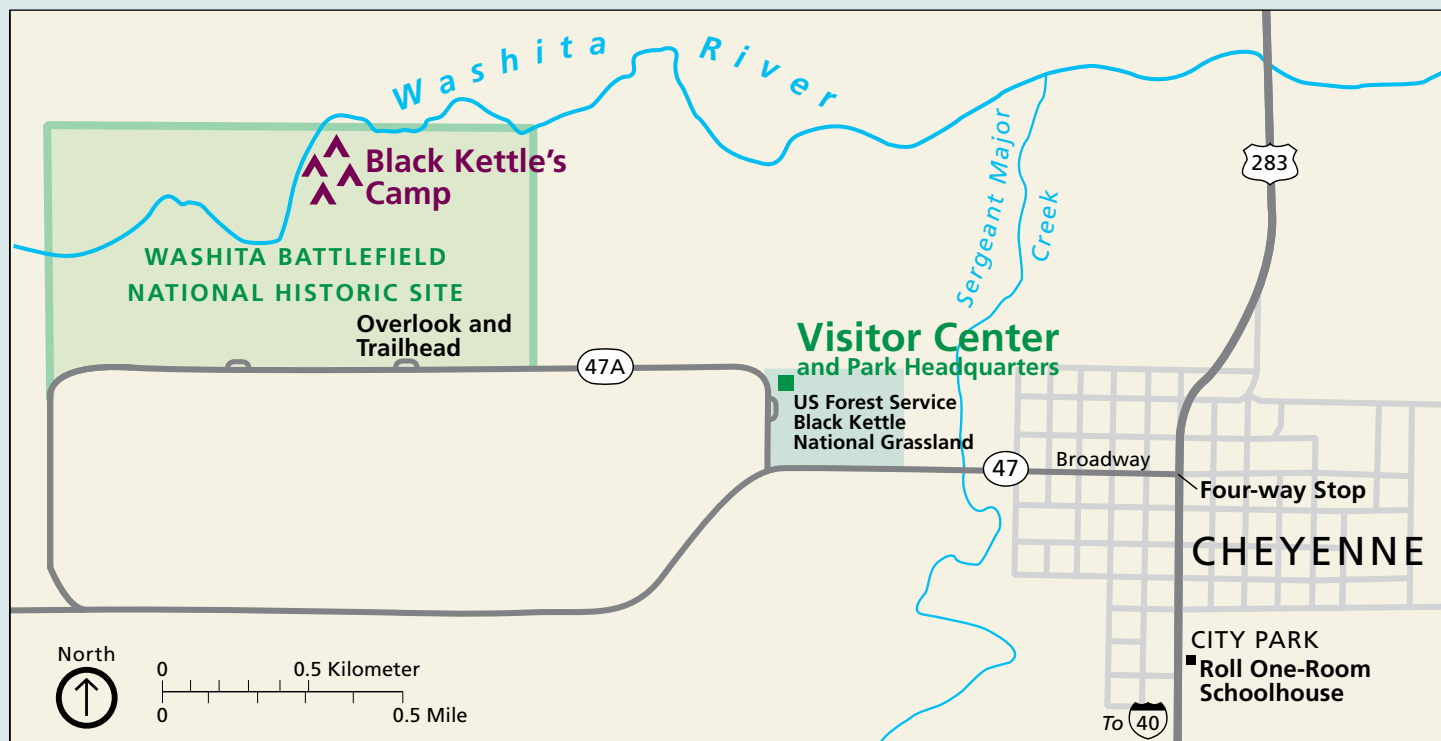 Washita River
283
Black Kettle's
Camp
Sergeant Major
Creek
WASHITA BATTLEFIELD
NATIONAL HISTORIC SITE
Overlook and
Trailhead
47A
Visitor Center
and Park Headquarters
US Forest Service
Black Kettle
National Grassland
47
Broadway
Four-way Stop
CHEYENNE
CITY PARK
Roll One-Room
Schoolhouse
To 40
North
0 0.5 Kilometer
0 0.5 Mile